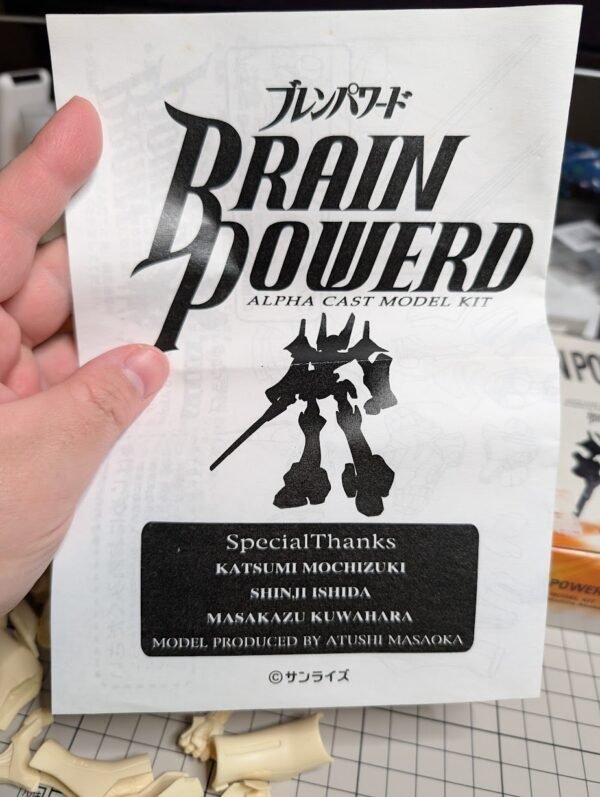 ブレンパワード
BRAIN
POWERD
ALPHA CAST MODEL KIT
SpecialThanks
KATSUMI MOCHIZUKI
SHINJI ISHIDA
MASAKAZU KUWAHARA
MODEL PRODUCED BY ATUSHI MASAOKA
©サンライズ
POWER